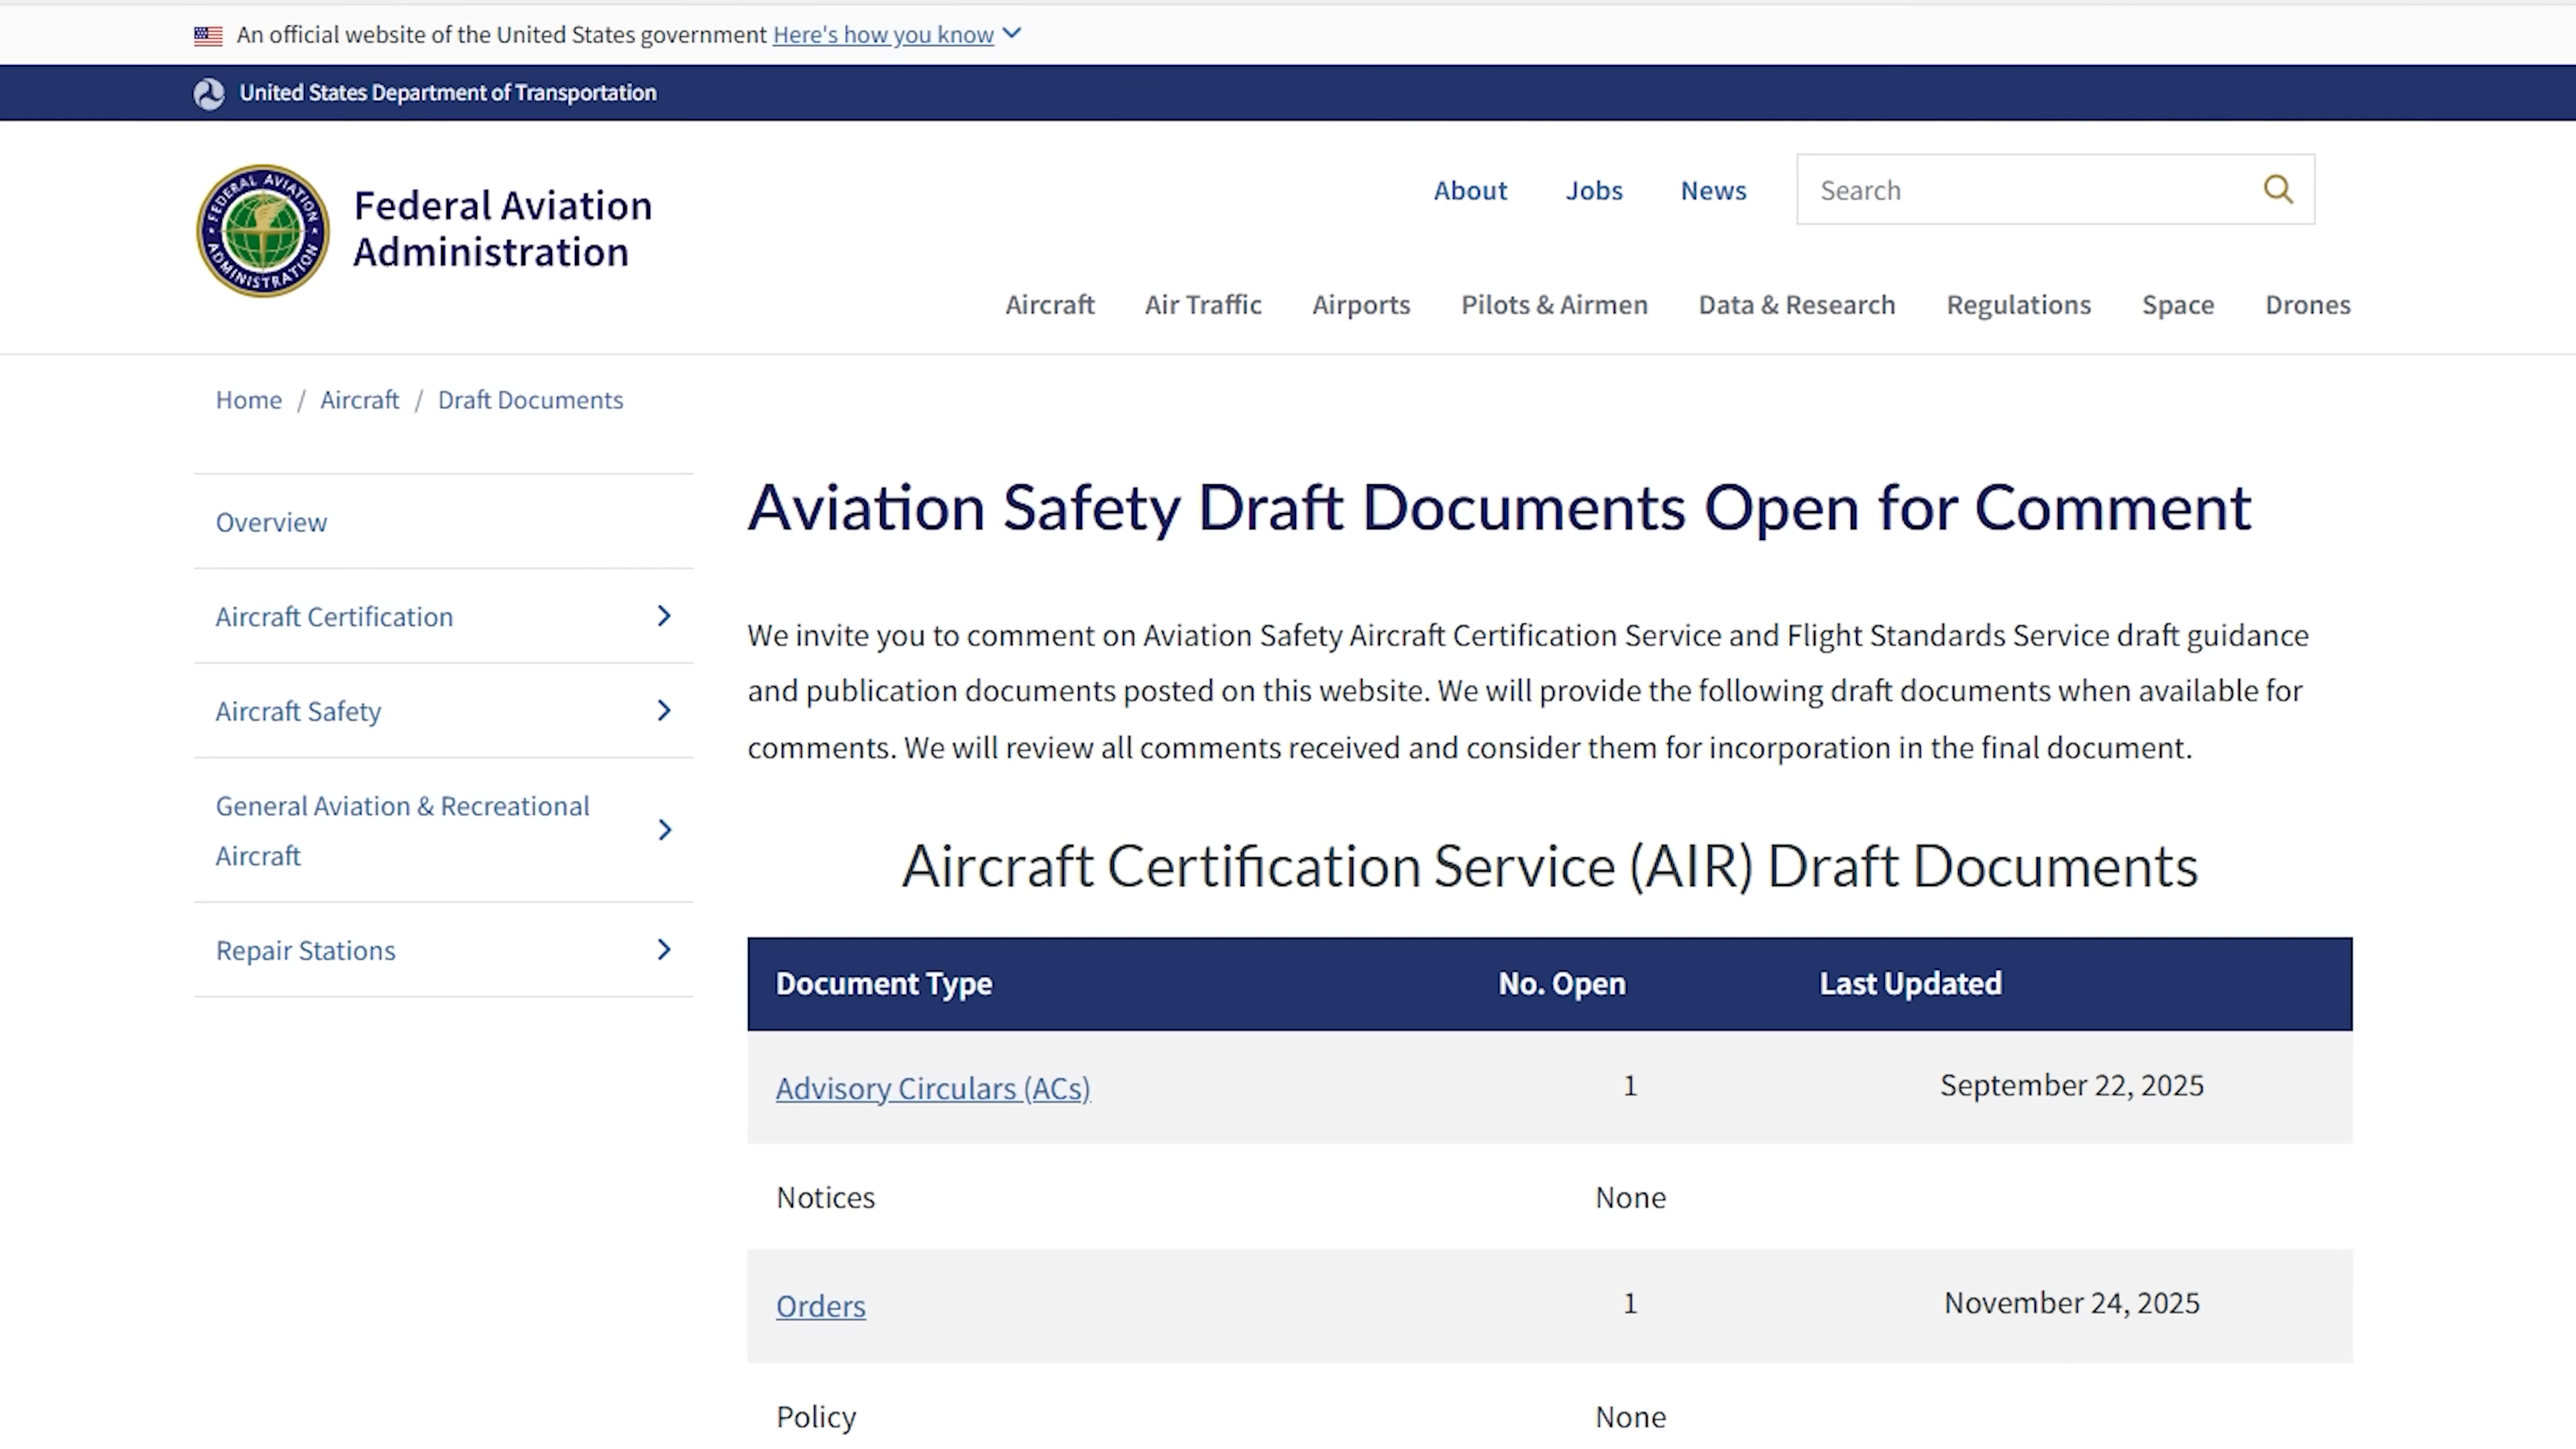 An official website of the United States government Here's how you know
United States Department of Transportation
FEDERAL AVIATION
ADMINISTRATION
Federal Aviation
Administration
About Jobs News Search
Aircraft Air Traffic Airports Pilots & Airmen Data & Research Regulations Space Drones
Home / Aircraft / Draft Documents
Overview
Aircraft Certification
Aircraft Safety
General Aviation & Recreational
Aircraft
Repair Stations
Aviation Safety Draft Documents Open for Comment
We invite you to comment on Aviation Safety Aircraft Certification Service and Flight Standards Service draft guidance
and publication documents posted on this website. We will provide the following draft documents when available for
comments. We will review all comments received and consider them for incorporation in the final document.
Aircraft Certification Service (AIR) Draft Documents
Document Type No. Open Last Updated
Advisory Circulars (ACs) 1 September 22, 2025
Notices None
Orders 1 November 24, 2025
Policy None